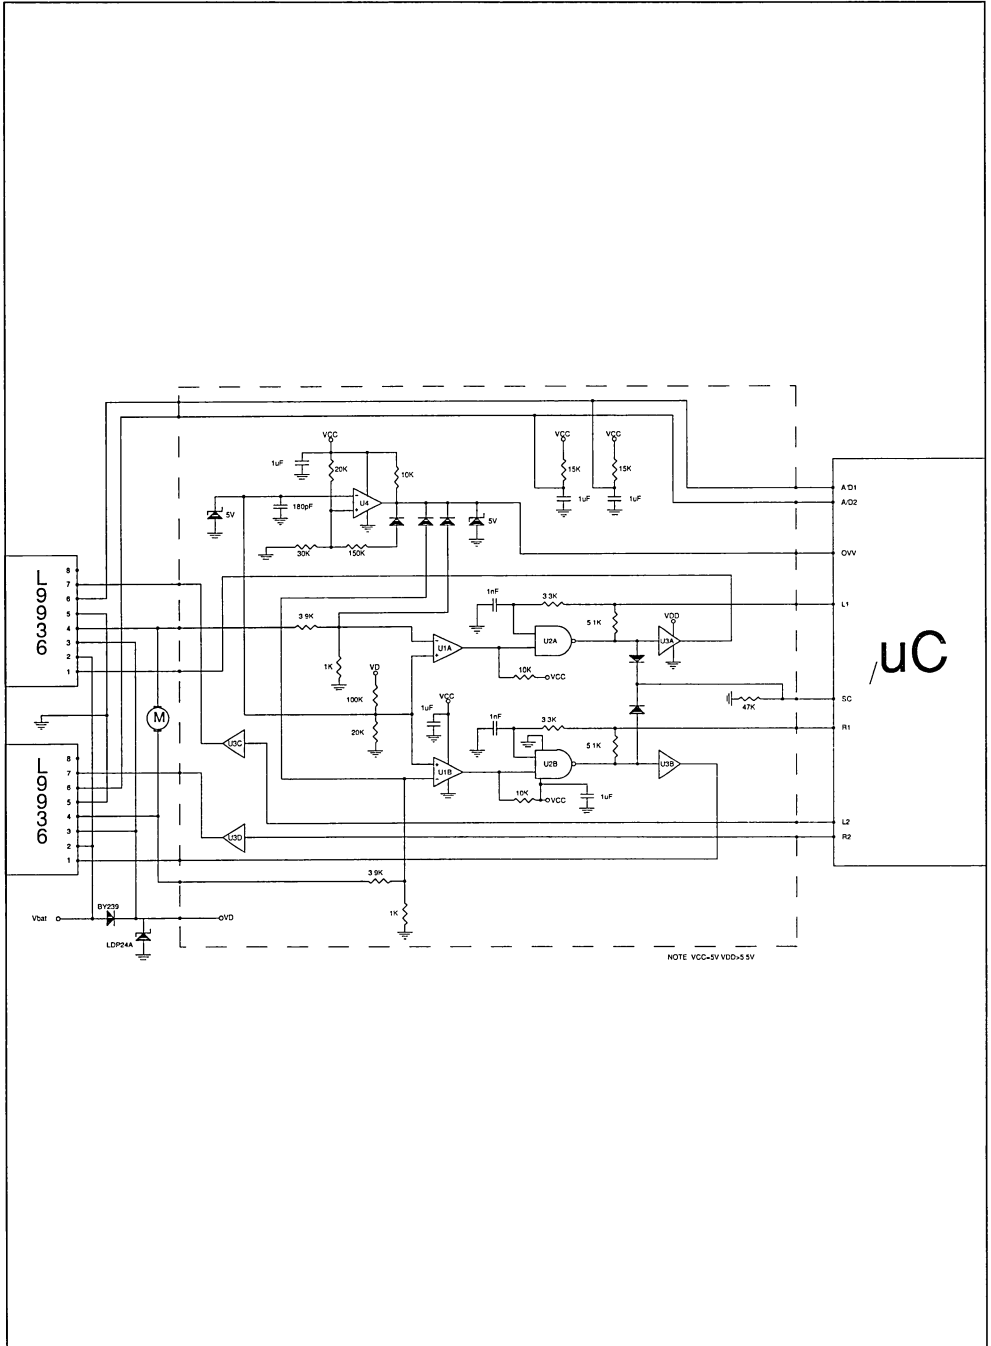 VCC
1uF
20K
10K
VCC
VCC
15K
15K
A/D1
5V
180pF
U4
5V
1uF
1uF
A/D2
30K
150K
OVV
L9936
8
7
6
5
4
3
2
1
1nF
3.3K
L1
3.9K
5.1K
VDD
U1A
U2A
U3A
1K
VD
10K
VCC
/uC
100K
VCC
SC
47K
M
1uF
1nF
3.3K
R1
20K
5.1K
U3C
L9936
8
7
6
5
4
3
2
1
U1B
U2B
U3B
10K
VCC
1uF
L2
U3D
R2
3.9K
BY239
1K
Vbat
VD
LDP24A
NOTE VCC=5V VDD>5.5V